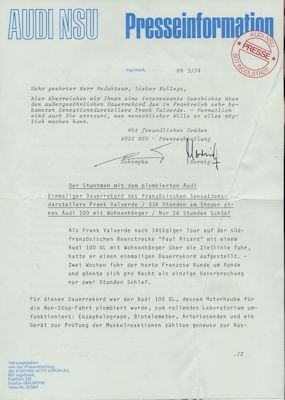 AUDI NSU Presseinformation
AUDI NSU
PRESSE
INGOLSTADT
Ingolstadt, PR 3/74
Sehr geehrter Herr Redakteur, lieber Kollege,
hier überreichen wir Ihnen eine interessante Geschichte über
den außergewöhnlichen Dauerrekord des in Frankreich sehr be-
kannten Sensationsdarstellers Frank Valverde. - Vermutlich
wird auch Sie erstaunt, was menschlicher Wille so alles mög-
lich machen kann.
Mit freundlichen Grüßen
AUDI NSU - Presseabteilung
Schimpke Hornig
Der Stuntman mit dem plombierten Audi
Einmaliger Dauerrekord des französischen Sensations-
darstellers Frank Valverde / 336 Stunden am Steuer ei-
nes Audi 100 mit Wohnanhänger / Nur 28 Stunden Schlaf
Als Frank Valverde nach 14tägiger Tour auf der süd-
französischen Rennstrecke "Paul Ricard" mit einem
Audi 100 GL mit Wohnanhänger über die Ziellinie fuhr,
hatte er einen einmaligen Dauerrekord aufgestellt. -
Zwei Wochen fuhr der harte Franzose Runde um Runde
und gönnte sich pro Nacht als einzige Unterbrechung
nur zwei Stunden Schlaf.
Für diesen Dauerrekord war der Audi 100 GL, dessen Motorhaube für
die Non-Stop-Fahrt plombiert wurde, zum rollenden Laboratorium um-
funktioniert: Enzephalograph, Biotelemeter, Arteriosonden und ein
Gerät zur Prüfung der Muskelreaktionen zählten genauso zur Aus-
./2
Herausgegeben
von der Presseabteilung
der AUDI NSU AUTO UNION AG,
807 Ingolstadt,
Postfach 220